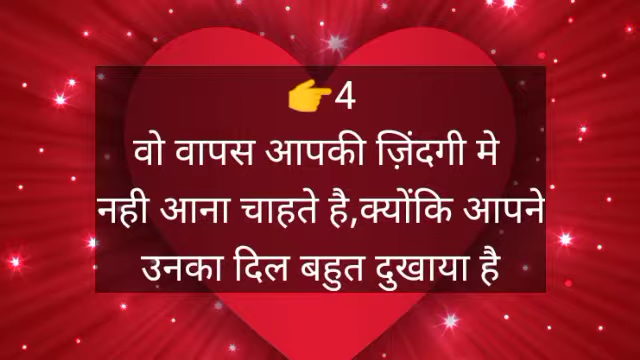 👉4
वो वापस आपकी ज़िंदगी मे
नही आना चाहते है,क्योंकि आपने
उनका दिल बहुत दुखाया है